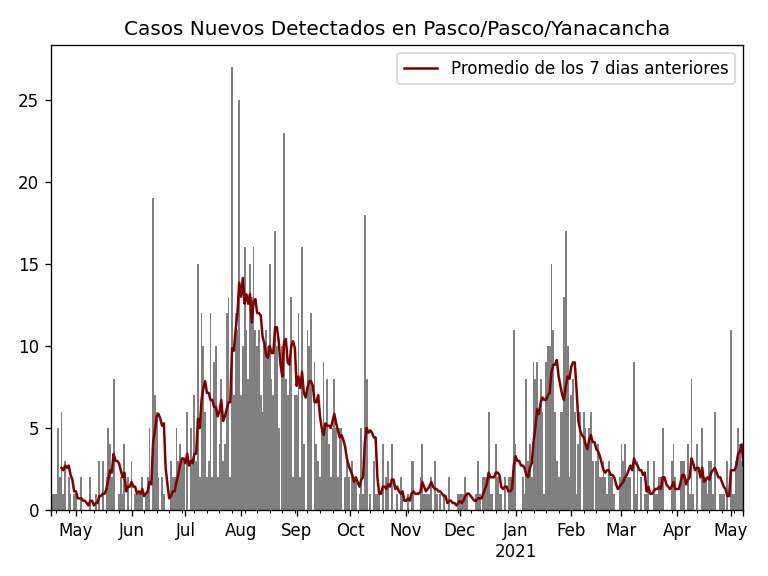 Casos Nuevos Detectados en Pasco/Pasco/Yanacancha
Promedio de los 7 dias anteriores
25
20
15
10
5
0
May Jun Jul Aug Sep Oct Nov Dec Jan Feb Mar Apr May
2021